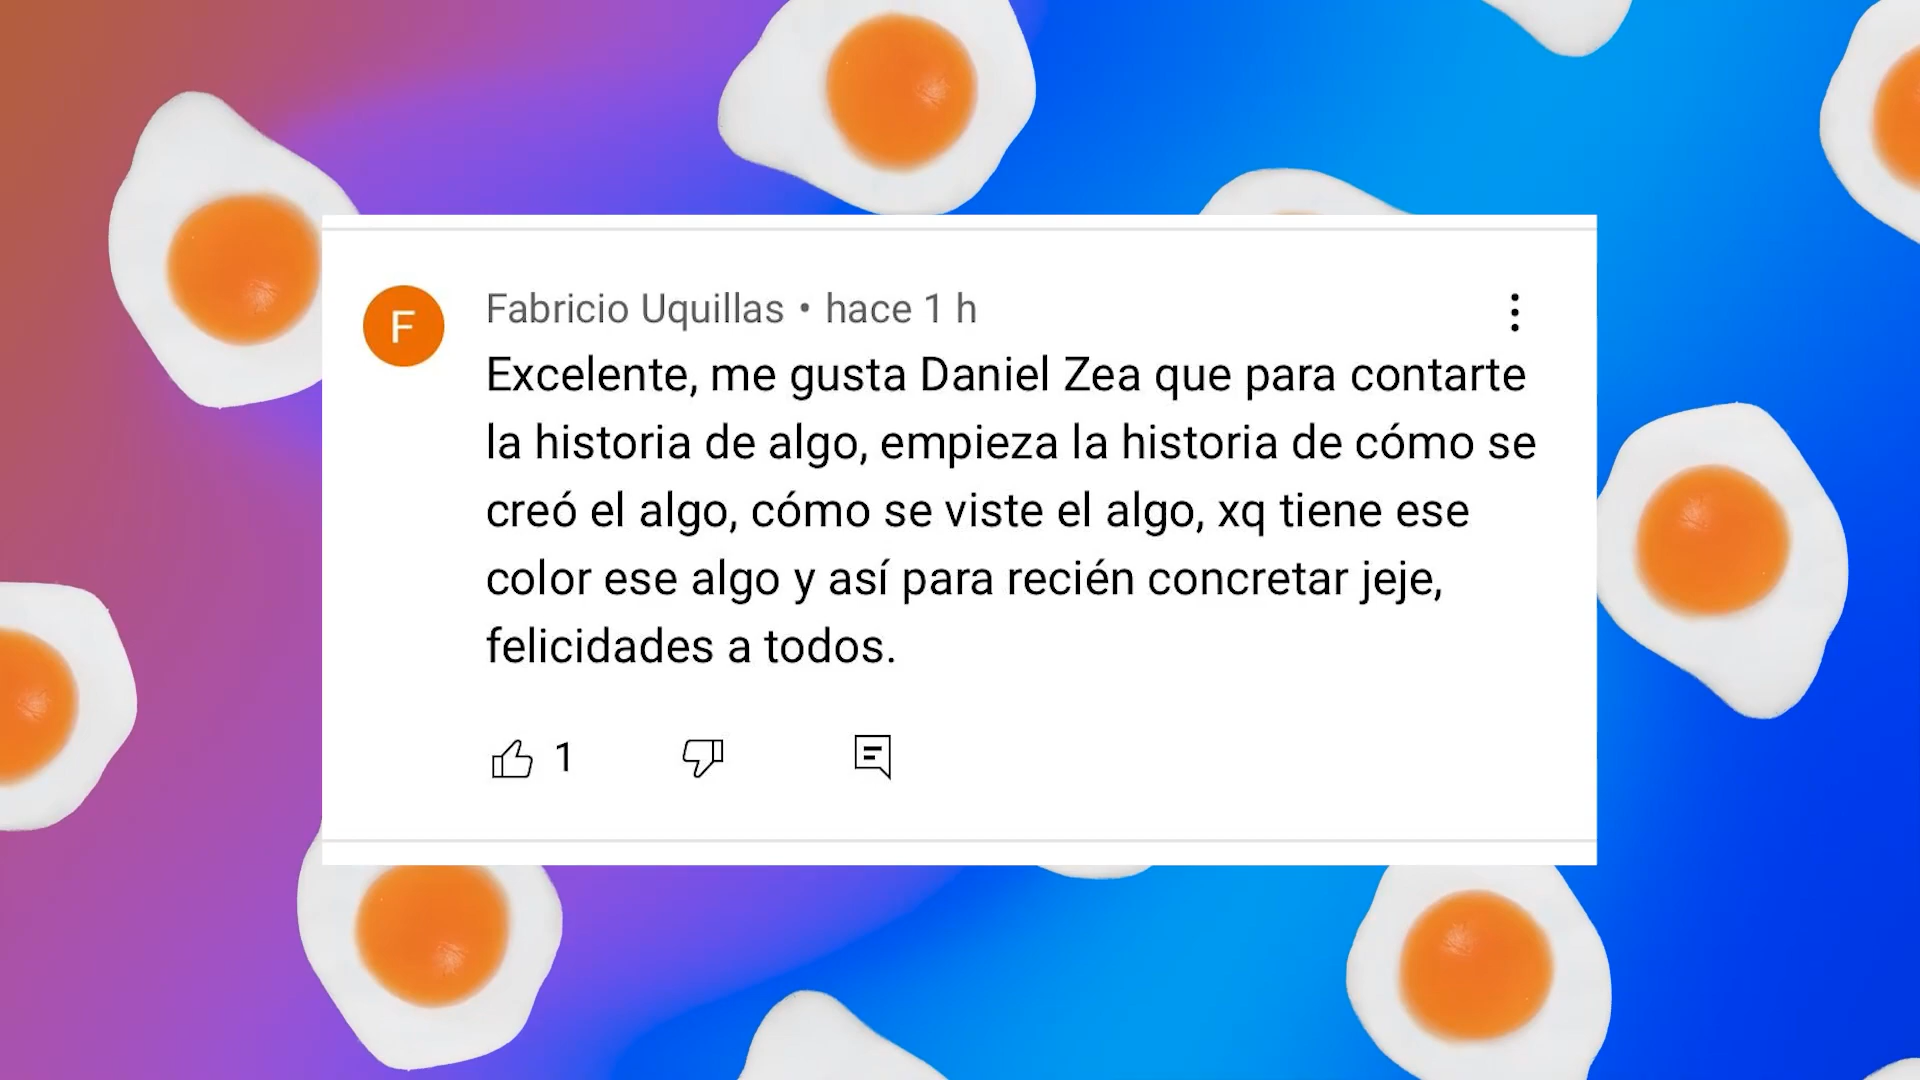 F
Fabricio Uquillas • hace 1 h
Excelente, me gusta Daniel Zea que para contarte
la historia de algo, empieza la historia de cómo se
creó el algo, cómo se viste el algo, xq tiene ese
color ese algo y así para recién concretar jeje,
felicidades a todos.
1